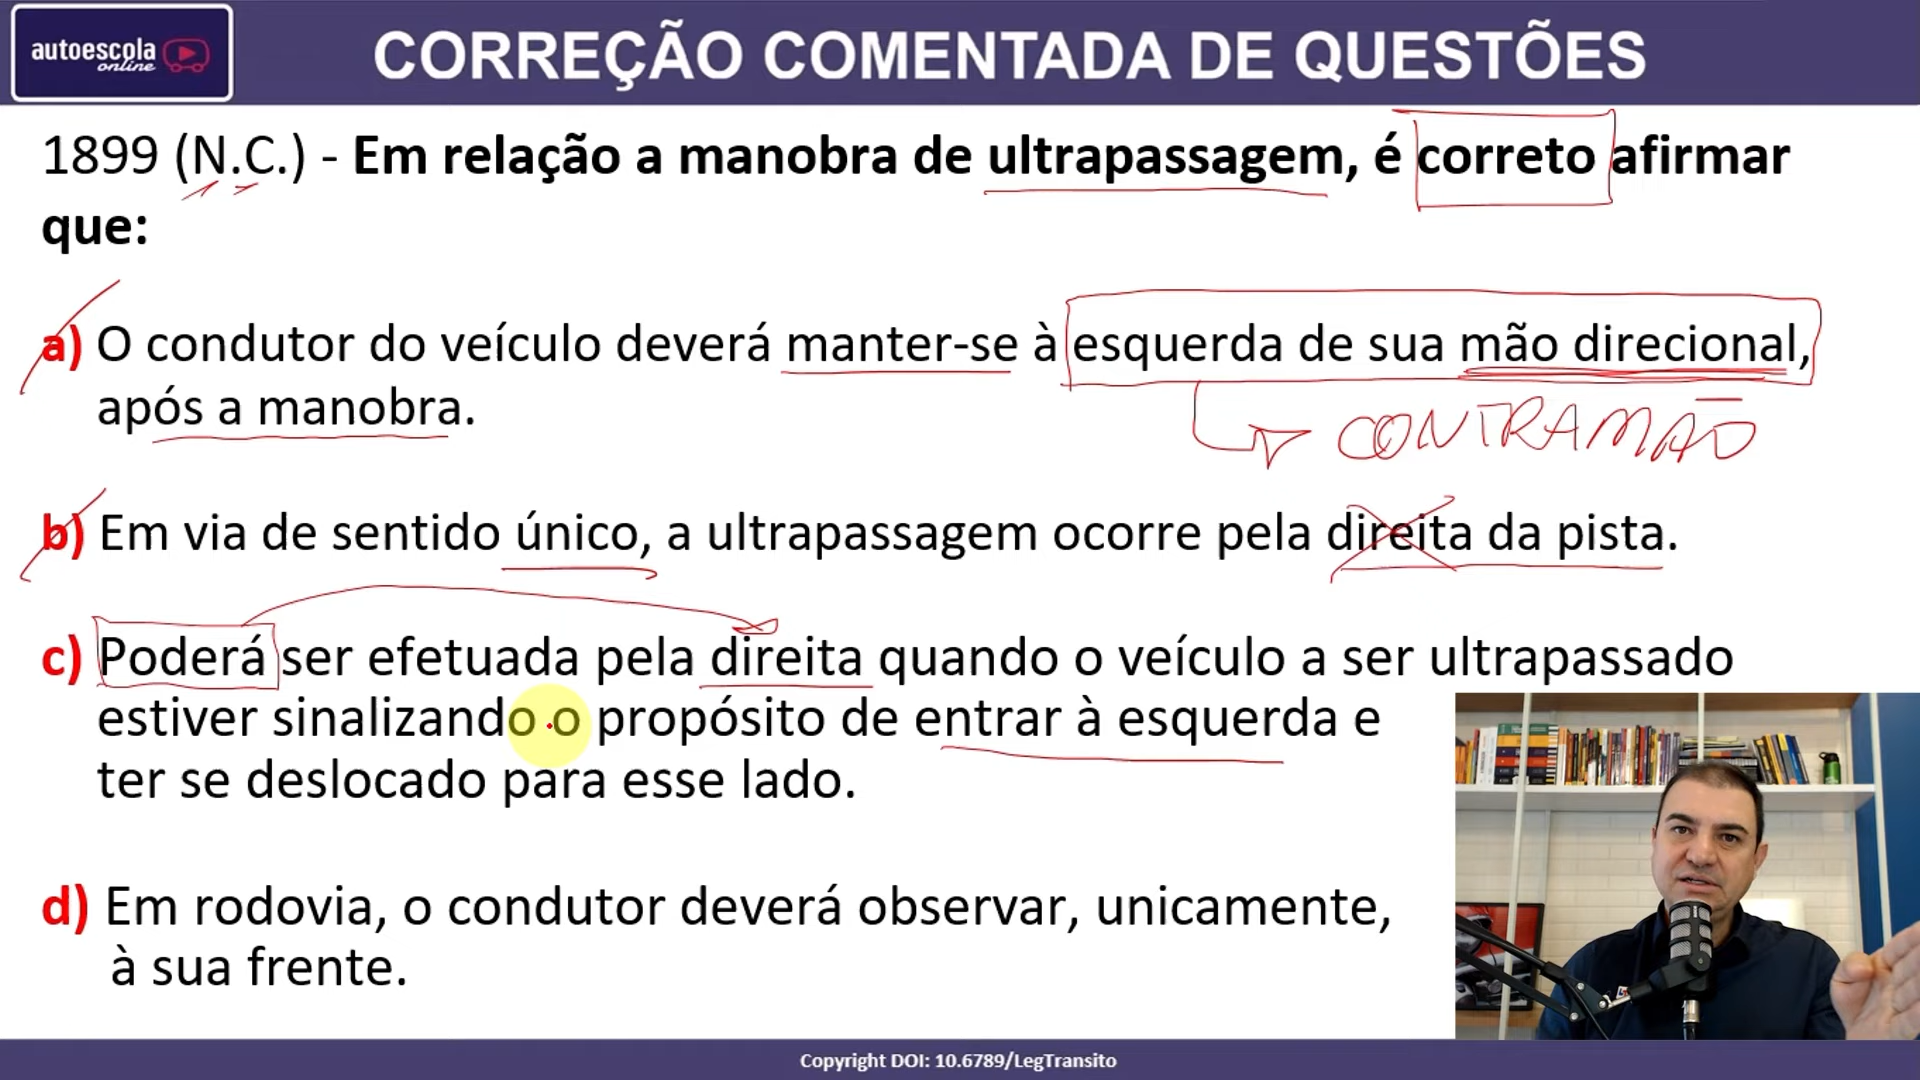 autoescola
online
CORREÇÃO COMENTADA DE QUESTÕES
1899 (N.C.) - Em relação a manobra de ultrapassagem, é correto afirmar
que:
a) O condutor do veículo deverá manter-se à esquerda de sua mão direcional,
após a manobra.
CONTRAMÃO
b) Em via de sentido único, a ultrapassagem ocorre pela direita da pista.
c) Poderá ser efetuada pela direita quando o veículo a ser ultrapassado
estiver sinalizando o propósito de entrar à esquerda e
ter se deslocado para esse lado.
d) Em rodovia, o condutor deverá observar, unicamente,
à sua frente.
Copyright DOI: 10.6789/LegTransito